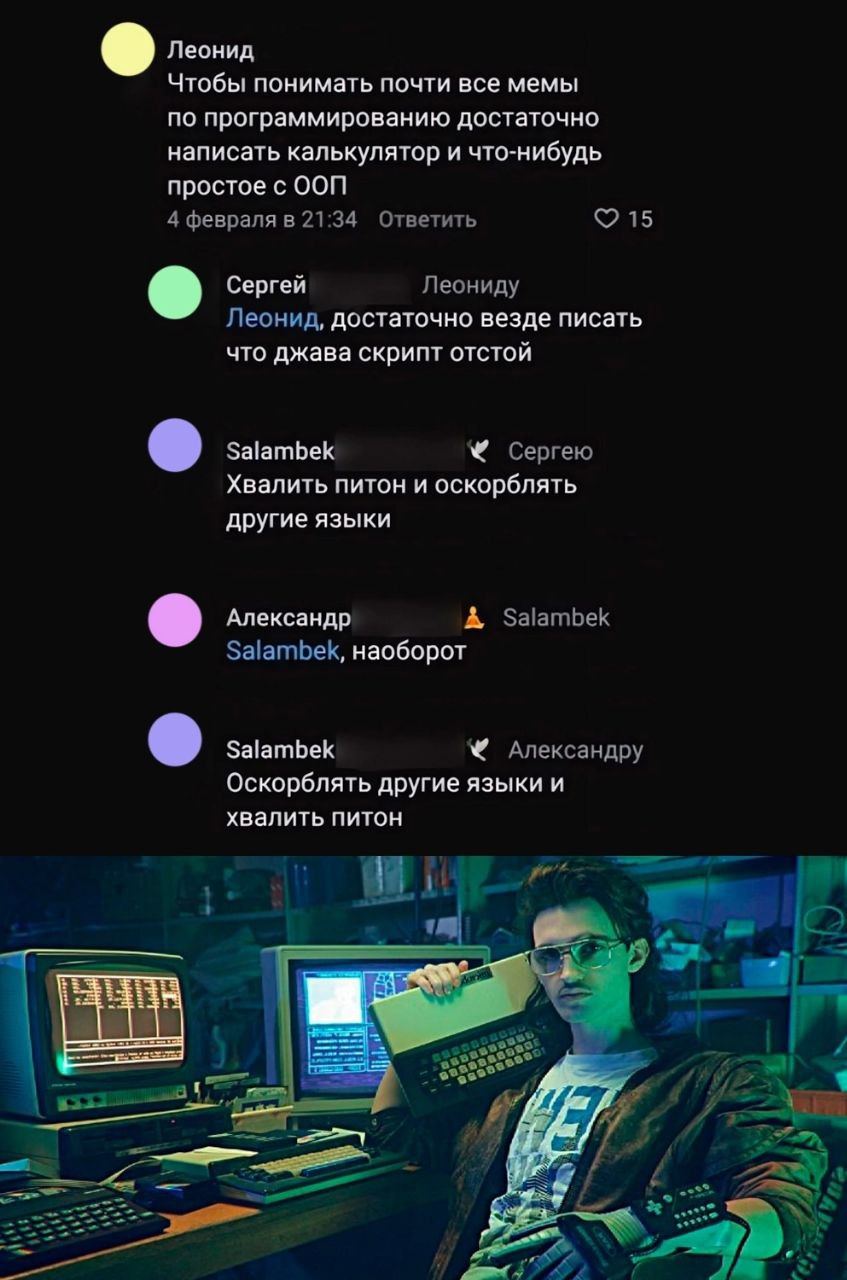 Леонид
Чтобы понимать почти все мемы
по программированию достаточно
написать калькулятор и что-нибудь
простое с ООП
4 февраля в 21:34 Ответить 15
Сергей Леониду
Леонид, достаточно везде писать
что джава скрипт отстой
Salambek Сергею
Хвалить питон и оскорблять
другие языки
Александр Salambek
Salambek, наоборот
Salambek Александру
Оскорблять другие языки и
хвалить питон